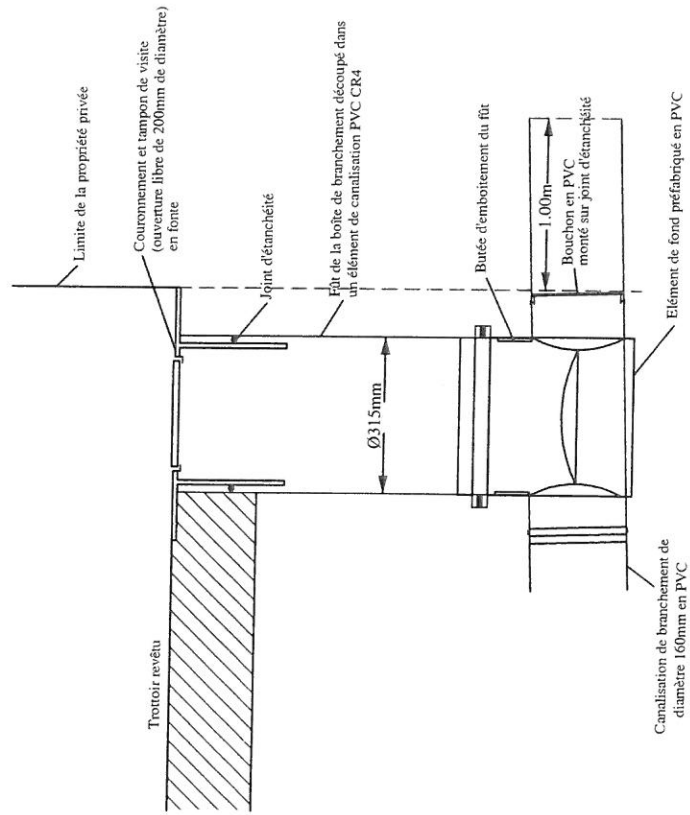 Limite de la propriété privée
Couronnement et tampon de visite
(ouverture libre de 200mm de diamètre)
en fonte
Joint d'étanchéité
Fût de la boîte de branchement découpé dans
un élément de canalisation PVC CR4
Trottoir revêtu
Ø315mm
Butée d'emboitement du fût
1.00m
Bouchon en PVC
monté sur joint d'étanchéité
Elément de fond préfabriqué en PVC
Canalisation de branchement de
diamètre 160mm en PVC